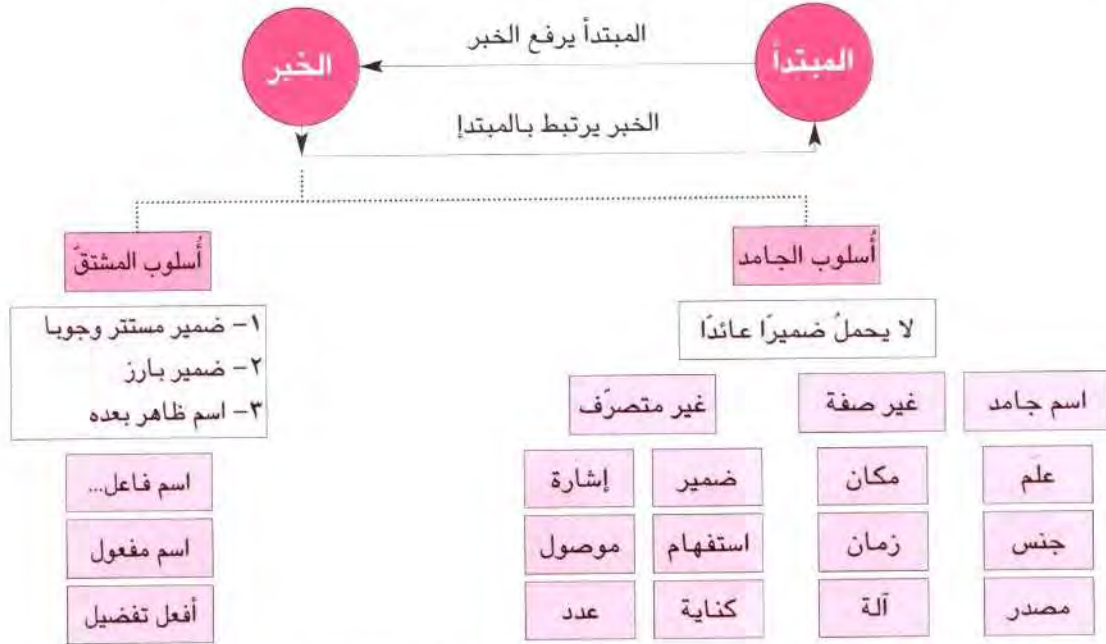 المبتدأ
المبتدأ يرفع الخبر
الخبر
الخبر يرتبط بالمبتدإ
أُسلوب الجامد
لا يحملُ ضميرًا عائدًا
اسم جامد
غير صفة
غير متصرّف
علَم
مكان
ضمير
إشارة
جنس
زمان
استفهام
موصول
مصدر
آلة
كناية
عدد
أُسلوب المشتقّ
١- ضمير مستتر وجوبا
٢- ضمير بارز
٣- اسم ظاهر بعده
اسم فاعل...
اسم مفعول
أفعل تفضيل